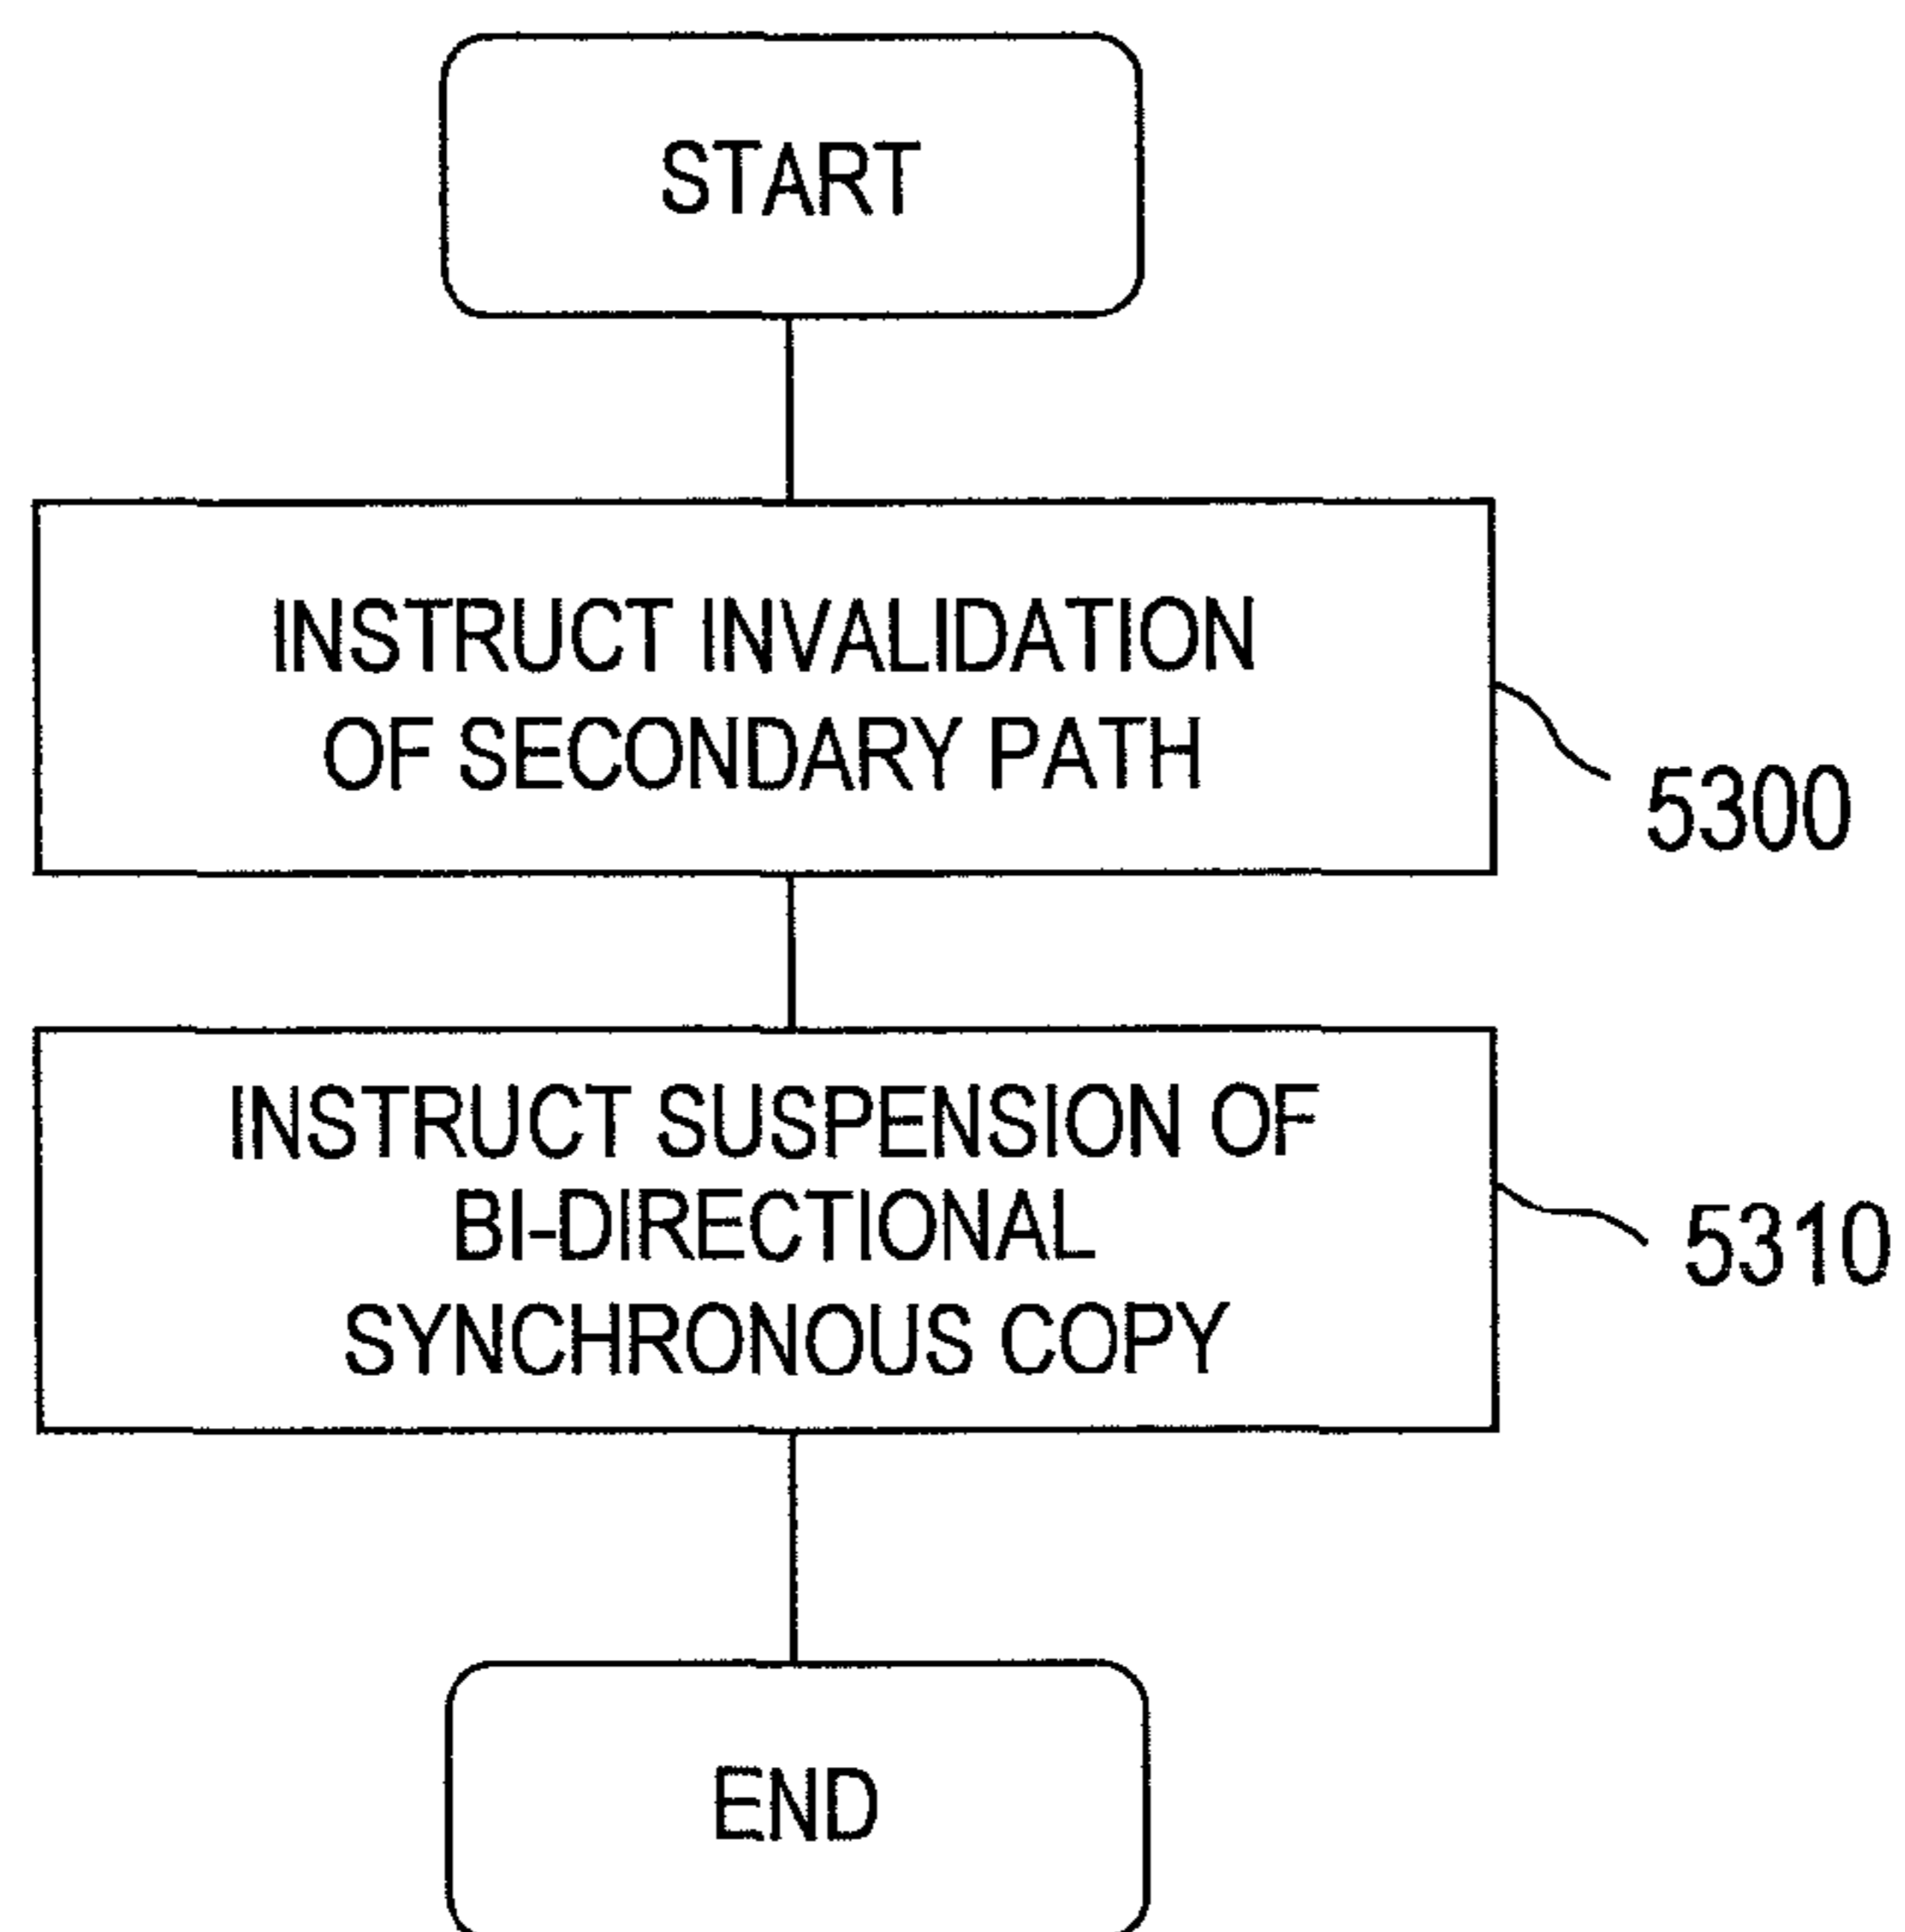 START
INSTRUCT INVALIDATION
OF SECONDARY PATH
5300
INSTRUCT SUSPENSION OF
BI-DIRECTIONAL
SYNCHRONOUS COPY
5310
END